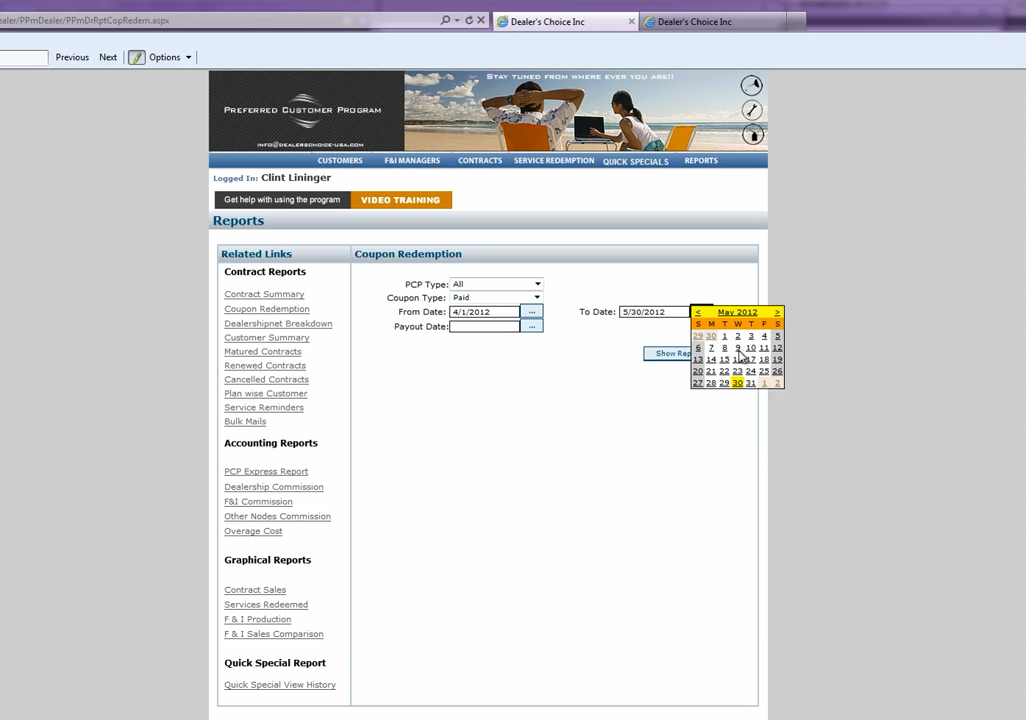 ealer/PPmDealer/PPmDrRptCopRedem.aspx
Dealer's Choice Inc
Dealer's Choice Inc
Previous Next Options
STAY TUNED FROM WHERE EVER YOU ARE!!
PREFERRED CUSTOMER PROGRAM
INFO@DEALERSCHOICE-USA.COM
CUSTOMERS F&I MANAGERS CONTRACTS SERVICE REDEMPTION QUICK SPECIALS REPORTS
Logged In: Clint Lininger
Get help with using the program VIDEO TRAINING
Reports
Related Links
Contract Reports
Contract Summary
Coupon Redemption
Dealershipnet Breakdown
Customer Summary
Matured Contracts
Renewed Contracts
Cancelled Contracts
Plan wise Customer
Service Reminders
Bulk Mails
Accounting Reports
PCP Express Report
Dealership Commission
F&I Commission
Other Nodes Commission
Overage Cost
Graphical Reports
Contract Sales
Services Redeemed
F & I Production
F & I Sales Comparison
Quick Special Report
Quick Special View History
Coupon Redemption
PCP Type: All
Coupon Type: Paid
From Date: 4/1/2012 ... To Date: 5/30/2012
Payout Date: ...
Show Rep
< May 2012 >
S M T W T F S
29 30 1 2 3 4 5
6 7 8 9 10 11 12
13 14 15 17 18 19
20 21 22 23 24 25 26
27 28 29 30 31 1 2